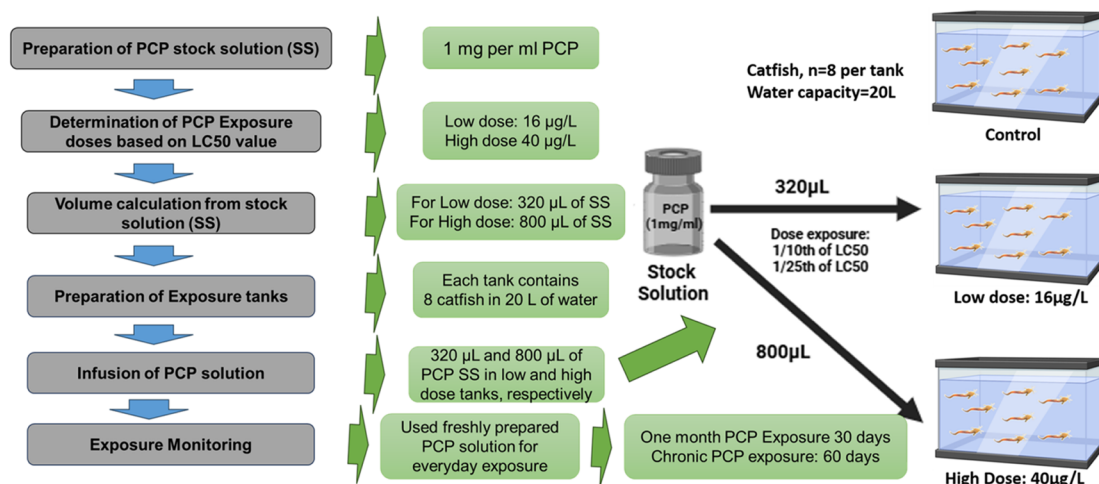 Preparation of PCP stock solution (SS)
Determination of PCP Exposure
doses based on LC50 value
Volume calculation from stock
solution (SS)
Preparation of Exposure tanks
Infusion of PCP solution
Exposure Monitoring
1 mg per ml PCP
Low dose: 16 µg/L
High dose 40 µg/L
For Low dose: 320 µL of SS
For High dose: 800 µL of SS
Each tank contains
8 catfish in 20 L of water
320 µL and 800 µL of
PCP SS in low and high
dose tanks, respectively
Used freshly prepared
PCP solution for
everyday exposure
One month PCP Exposure 30 days
Chronic PCP exposure: 60 days
PCP
(1mg/ml)
Stock
Solution
Catfish, n=8 per tank
Water capacity=20L
320µL
Dose exposure:
1/10th of LC50
1/25th of LC50
800µL
Control
Low dose: 16µg/L
High Dose: 40µg/L